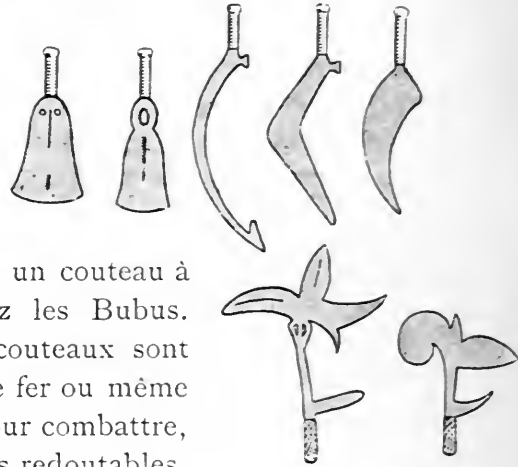 un couteau à
z les Bubus.
couteaux sont
e fer ou même
ur combattre,
s redoutables